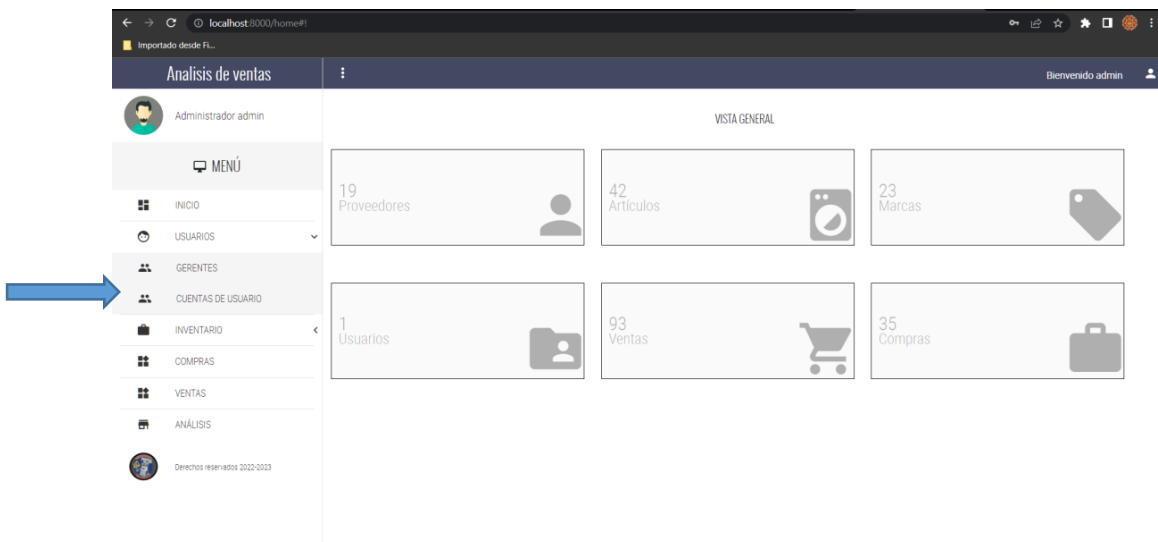 localhost:8000/home#!
Importado desde Fi...
Analisis de ventas
Bienvenido admin
Administrador admin
VISTA GENERAL
MENÚ
INICIO
USUARIOS
GERENTES
CUENTAS DE USUARIO
INVENTARIO
COMPRAS
VENTAS
ANÁLISIS
Derechos reservados 2022-2023
19
Proveedores
42
Artículos
23
Marcas
1
Usuarios
93
Ventas
35
Compras